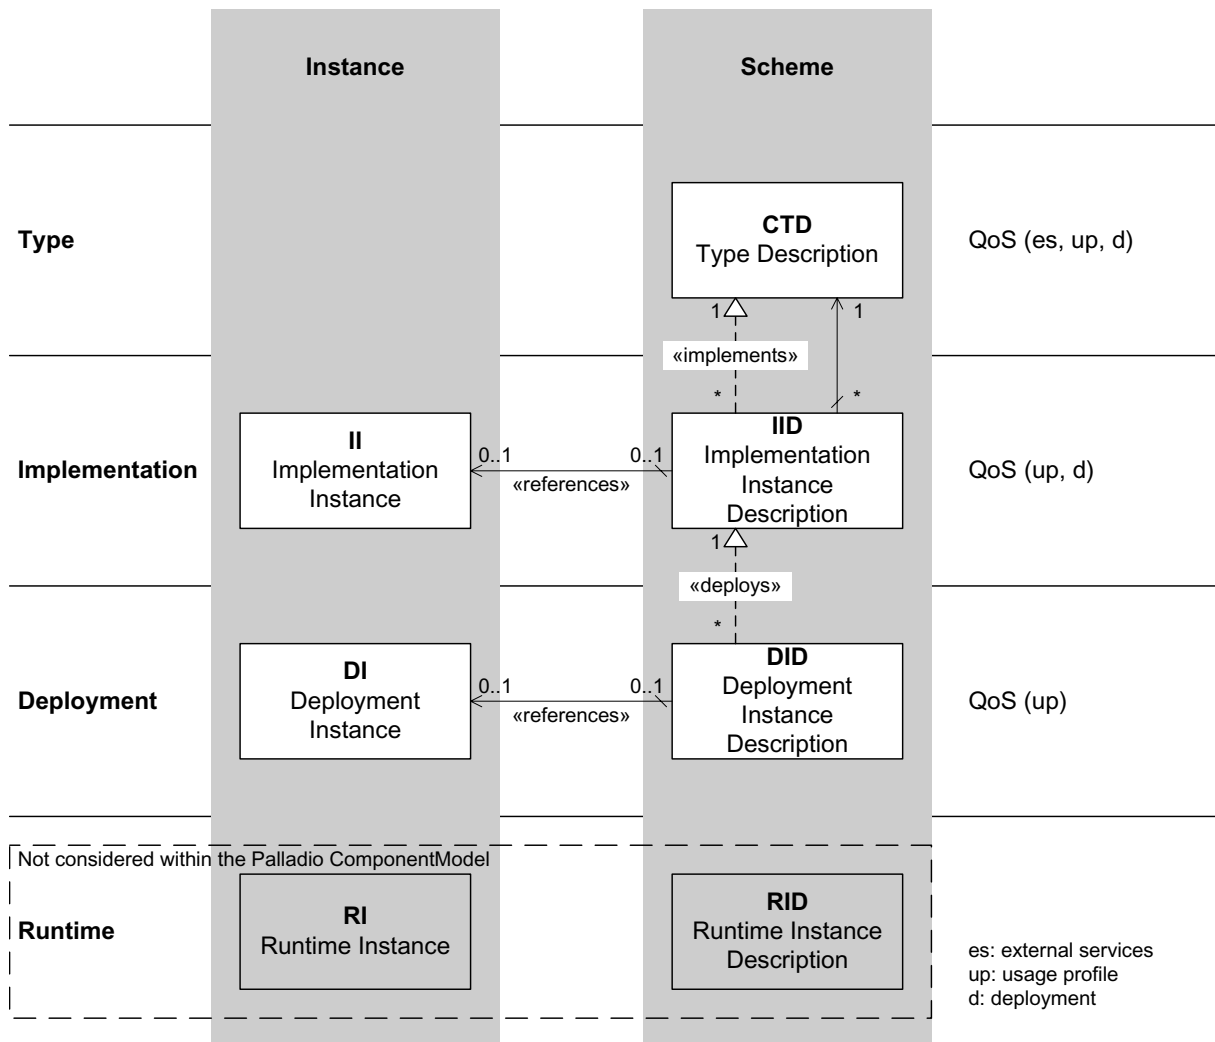 Instance
Scheme
Type
CTD
Type Description
QoS (es, up, d)
1
1
«implements»
*
*
Implementation
II
Implementation
Instance
0..1
0..1
«references»
IID
Implementation
Instance
Description
QoS (up, d)
1
«deploys»
*
Deployment
DI
Deployment
Instance
0..1
0..1
«references»
DID
Deployment
Instance
Description
QoS (up)
Not considered within the Palladio ComponentModel
Runtime
RI
Runtime Instance
RID
Runtime Instance
Description
es: external services
up: usage profile
d: deployment